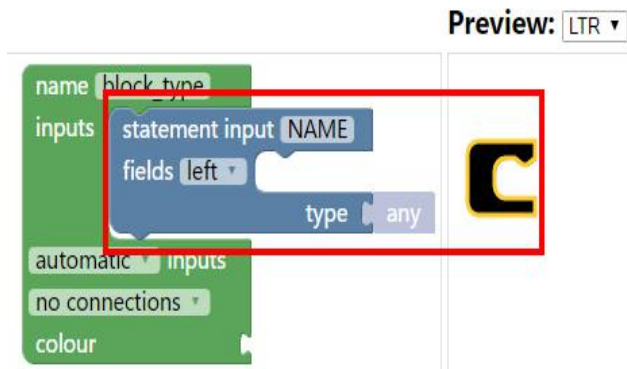 Preview: LTR
name block_type
inputs statement input NAME
fields left
type any
automatic inputs
no connections
colour